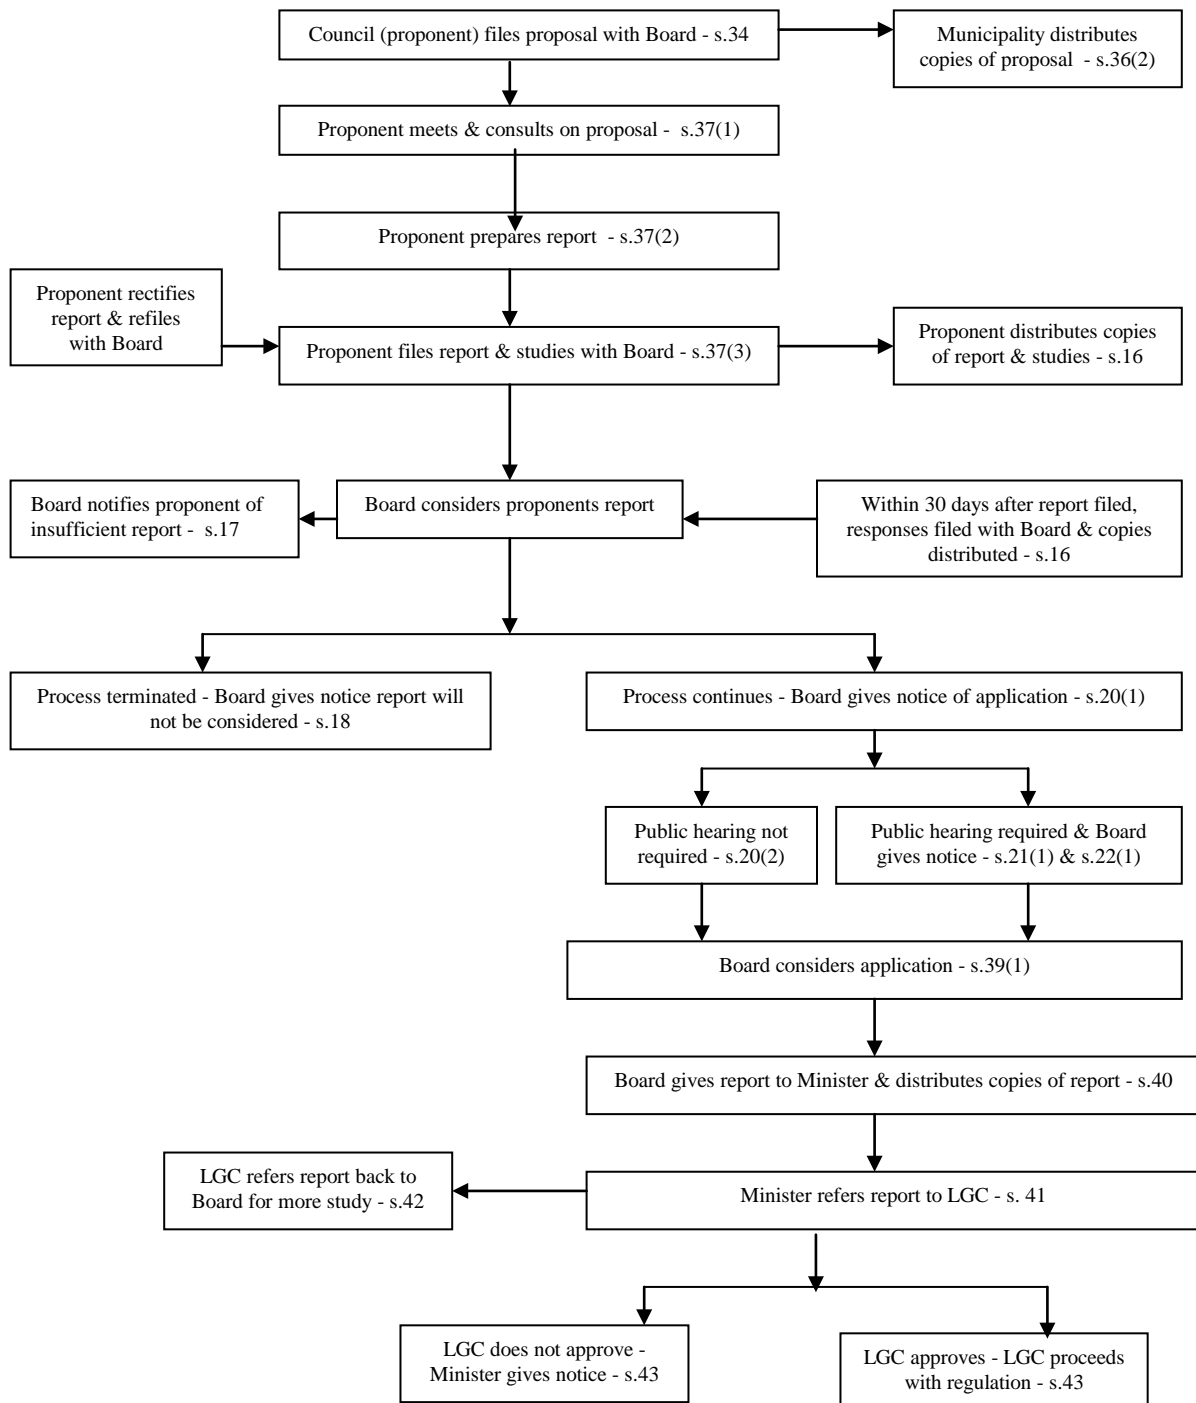 Council (proponent) files proposal with Board - s.34
Municipality distributes
copies of proposal - s.36(2)
Proponent meets & consults on proposal - s.37(1)
Proponent prepares report - s.37(2)
Proponent rectifies
report & refiles
with Board
Proponent files report & studies with Board - s.37(3)
Proponent distributes copies
of report & studies - s.16
Board notifies proponent of
insufficient report - s.17
Board considers proponents report
Within 30 days after report filed,
responses filed with Board & copies
distributed - s.16
Process terminated - Board gives notice report will
not be considered - s.18
Process continues - Board gives notice of application - s.20(1)
Public hearing not
required - s.20(2)
Public hearing required & Board
gives notice - s.21(1) & s.22(1)
Board considers application - s.39(1)
Board gives report to Minister & distributes copies of report - s.40
LGC refers report back to
Board for more study - s.42
Minister refers report to LGC - s. 41
LGC does not approve -
Minister gives notice - s.43
LGC approves - LGC proceeds
with regulation - s.43